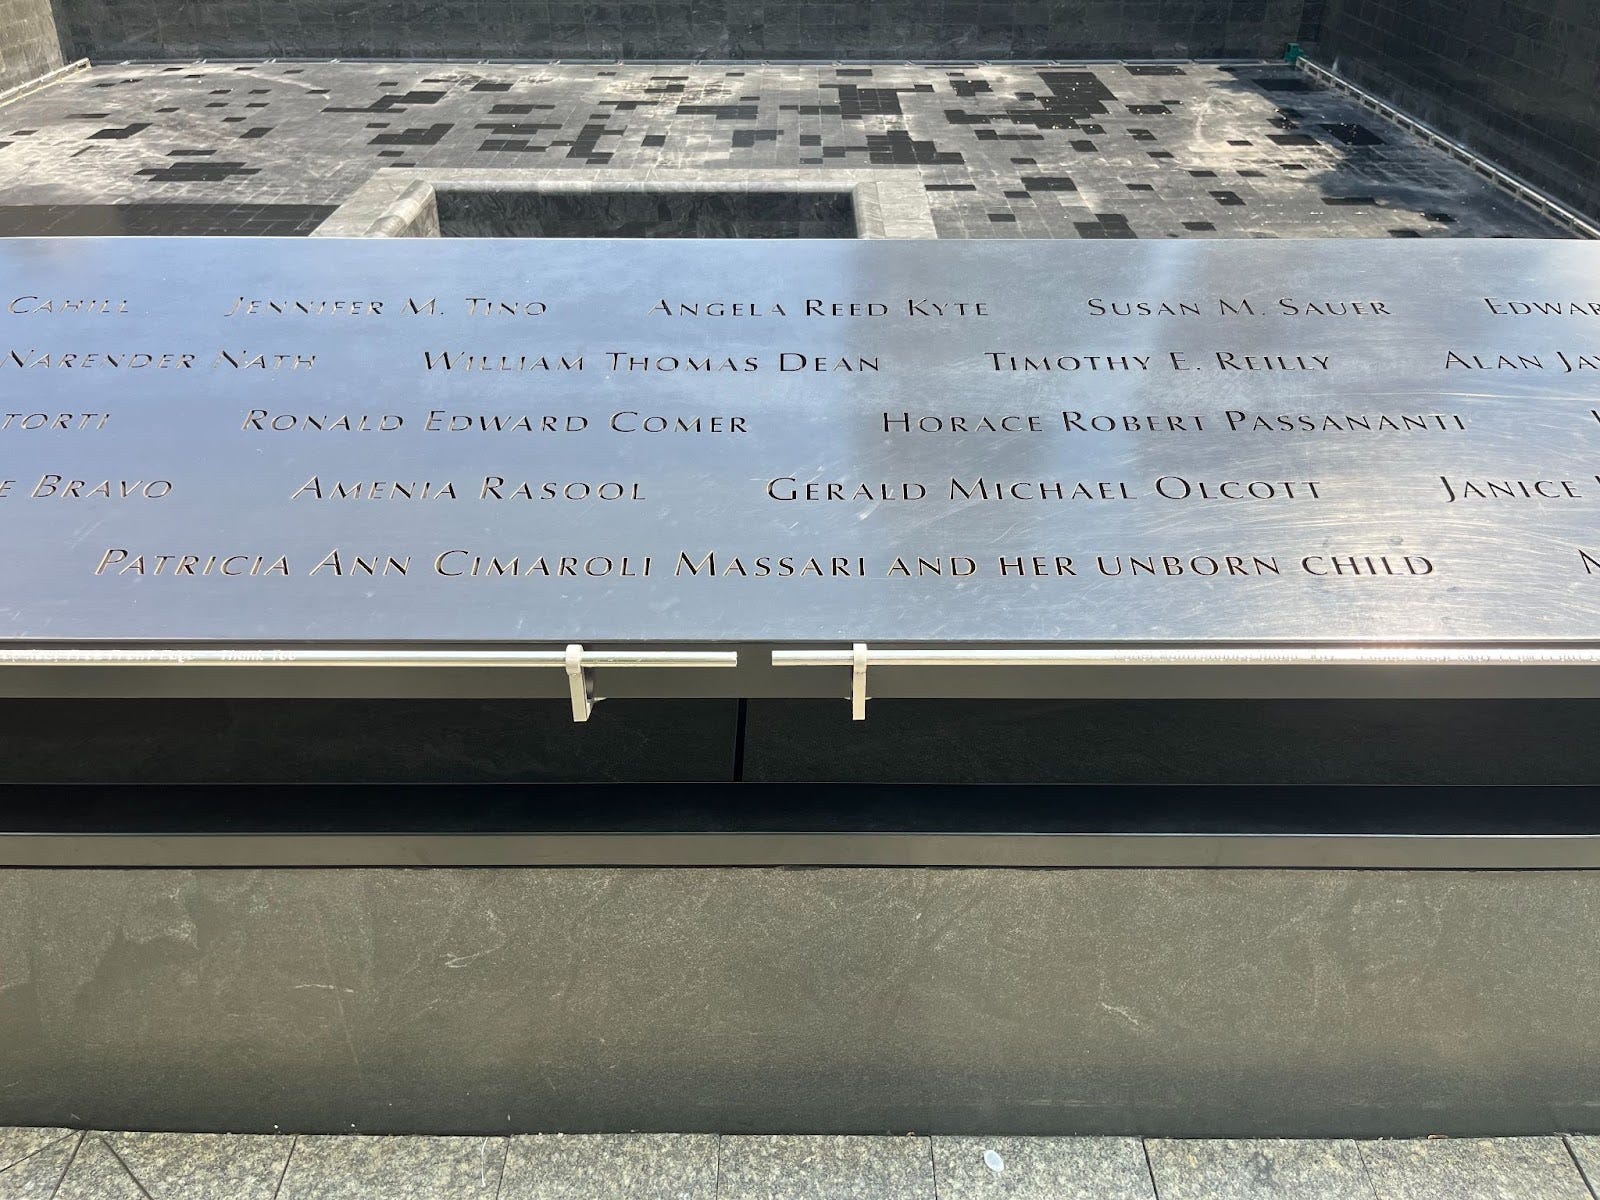 CAHILL JENNIFER M. TINO ANGELA REED KYTE SUSAN M. SAUER
NARENDER NATH WILLIAM THOMAS DEAN TIMOTHY E. REILLY ALAN
RONALD EDWARD COMER HORACE ROBERT PASSANANTI
BRAVO AMENIA RASOOL GERALD MICHAEL OLCOTT JANICE
PATRICIA ANN CIMAROLI MASSARI AND HER UNBORN CHILD